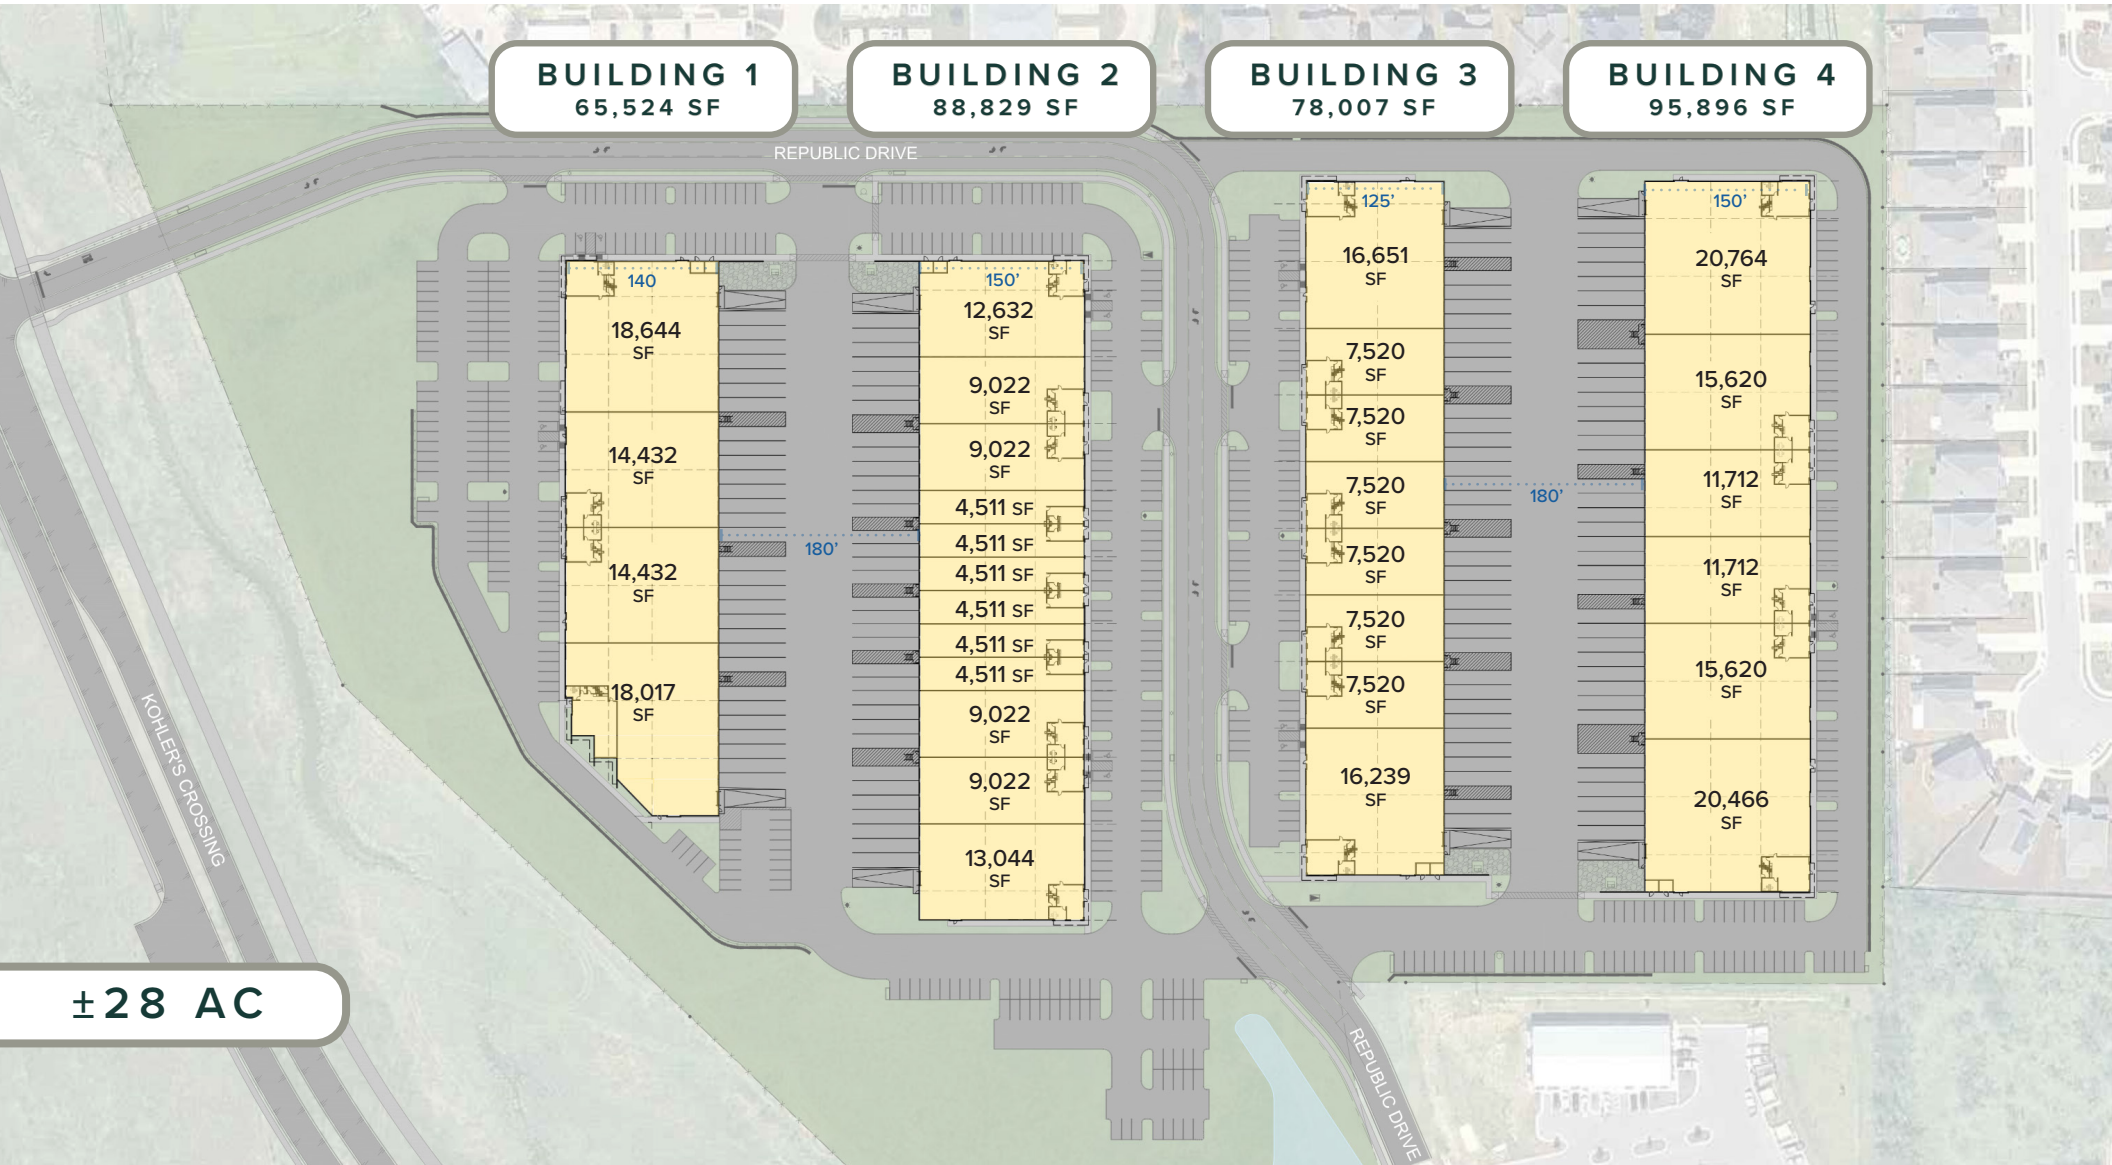 BUILDING 1
65,524 SF
BUILDING 2
88,829 SF
BUILDING 3
78,007 SF
BUILDING 4
95,896 SF
REPUBLIC DRIVE
140
18,644
SF
14,432
SF
14,432
SF
18,017
SF
180'
150'
12,632
SF
9,022
SF
9,022
SF
4,511 SF
4,511 SF
4,511 SF
4,511 SF
4,511 SF
4,511 SF
9,022
SF
9,022
SF
13,044
SF
125'
16,651
SF
7,520
SF
7,520
SF
7,520
SF
7,520
SF
7,520
SF
7,520
SF
16,239
SF
180'
150'
20,764
SF
15,620
SF
11,712
SF
11,712
SF
15,620
SF
20,466
SF
KOHLER'S CROSSING
±28 AC
REPUBLIC DRIVE